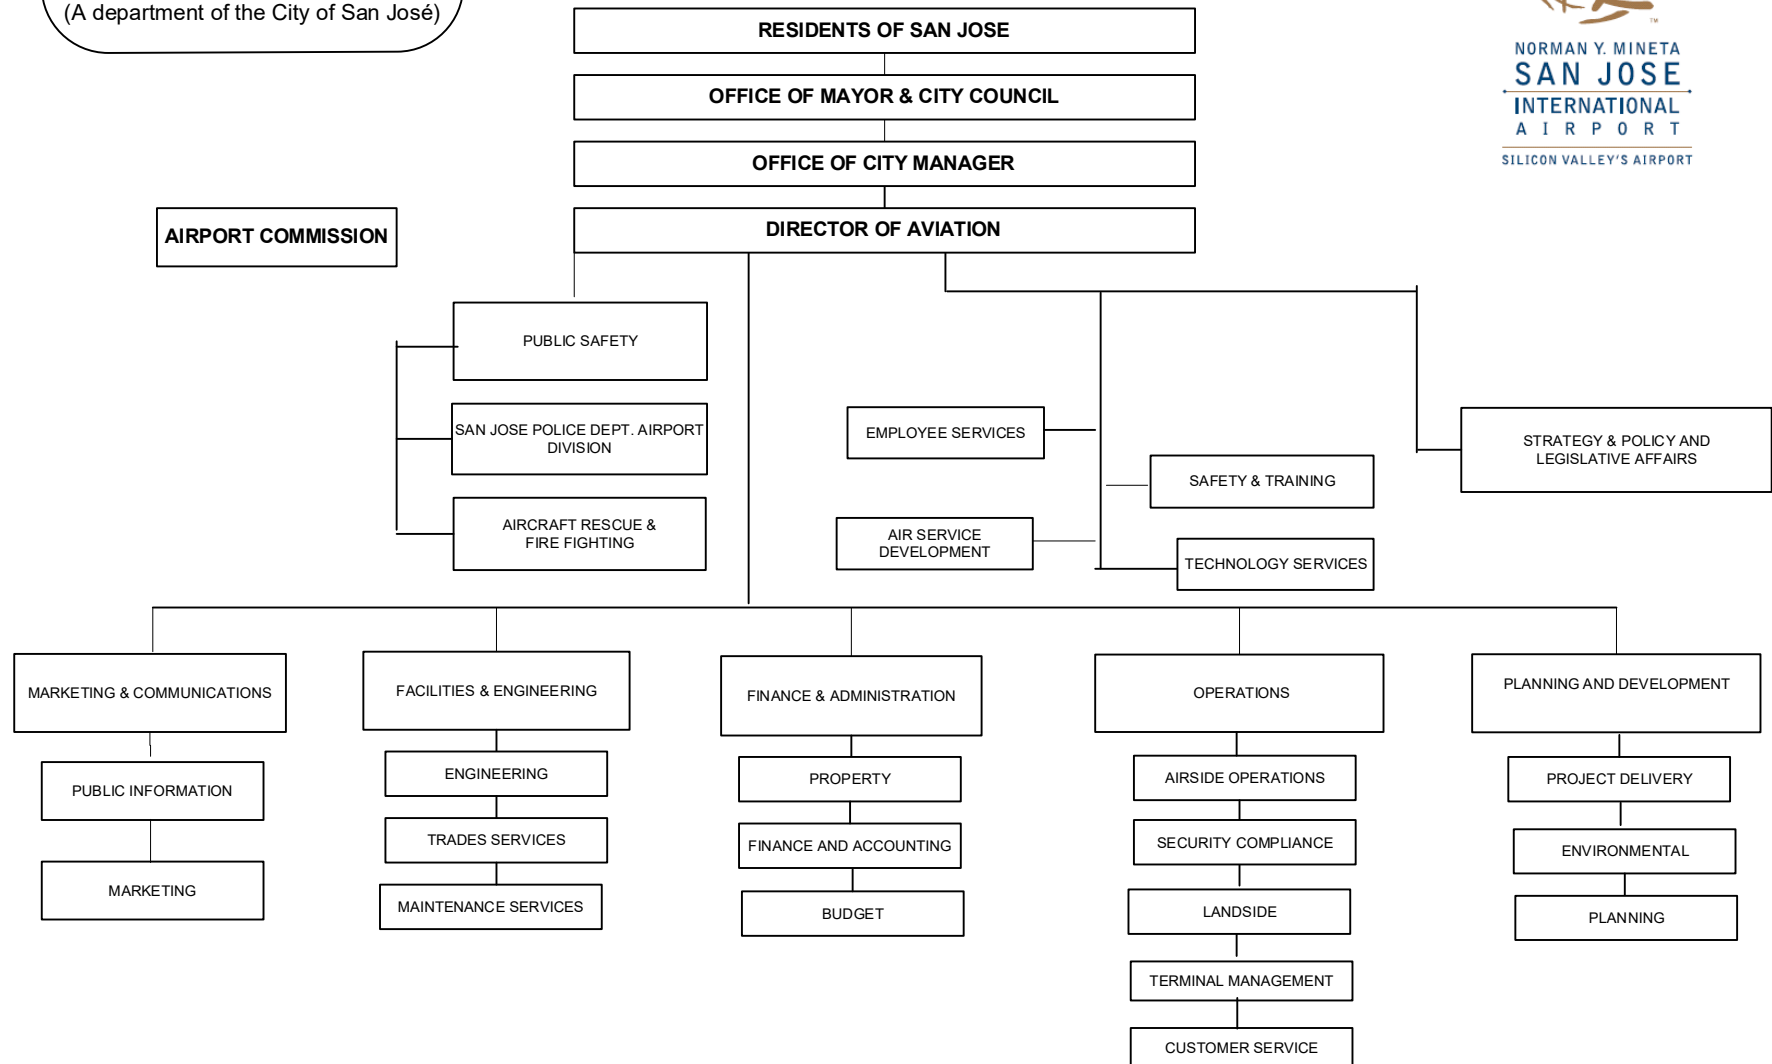 (A department of the City of San José)
RESIDENTS OF SAN JOSE
OFFICE OF MAYOR & CITY COUNCIL
OFFICE OF CITY MANAGER
DIRECTOR OF AVIATION
AIRPORT COMMISSION
TM
NORMAN Y. MINETA
SAN JOSE
INTERNATIONAL
AIRPORT
SILICON VALLEY'S AIRPORT
PUBLIC SAFETY
SAN JOSE POLICE DEPT. AIRPORT
DIVISION
AIRCRAFT RESCUE &
FIRE FIGHTING
EMPLOYEE SERVICES
SAFETY & TRAINING
AIR SERVICE
DEVELOPMENT
TECHNOLOGY SERVICES
STRATEGY & POLICY AND
LEGISLATIVE AFFAIRS
MARKETING & COMMUNICATIONS
PUBLIC INFORMATION
MARKETING
FACILITIES & ENGINEERING
ENGINEERING
TRADES SERVICES
MAINTENANCE SERVICES
FINANCE & ADMINISTRATION
PROPERTY
FINANCE AND ACCOUNTING
BUDGET
OPERATIONS
AIRSIDE OPERATIONS
SECURITY COMPLIANCE
LANDSIDE
TERMINAL MANAGEMENT
CUSTOMER SERVICE
PLANNING AND DEVELOPMENT
PROJECT DELIVERY
ENVIRONMENTAL
PLANNING